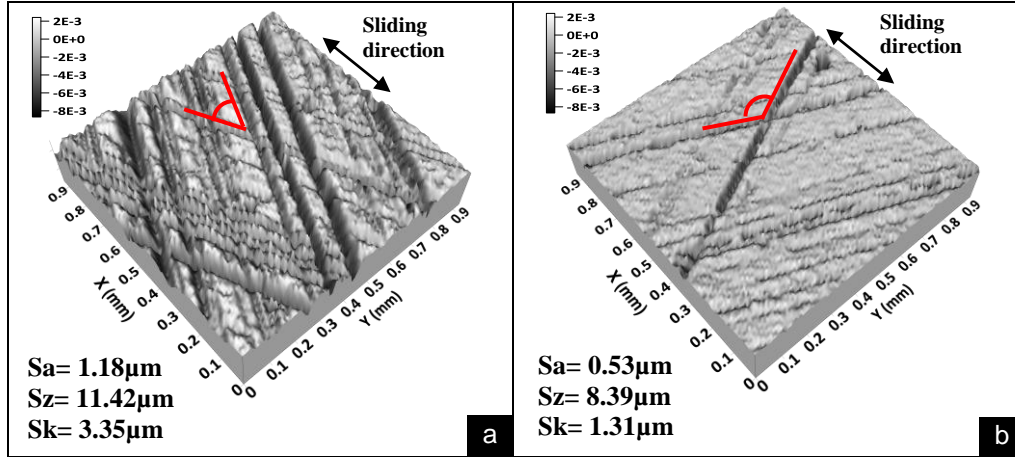 2E-3
0E+0
-2E-3
-4E-3
-6E-3
-8E-3
Sliding
direction
0.9
0.8
0.7
0.6
0.5
0.4
0.3
0.2
0.1
0
X (mm)
0
0.1
0.2
0.3
0.4
0.5
0.6
0.7
0.8
0.9
Y (mm)
Sa= 1.18µm
Sz= 11.42µm
Sk= 3.35µm
a
2E-3
0E+0
-2E-3
-4E-3
-6E-3
-8E-3
Sliding
direction
0.9
0.8
0.7
0.6
0.5
0.4
0.3
0.2
0.1
0
X (mm)
0
0.1
0.2
0.3
0.4
0.5
0.6
0.7
0.8
0.9
Y (mm)
Sa= 0.53µm
Sz= 8.39µm
Sk= 1.31µm
b